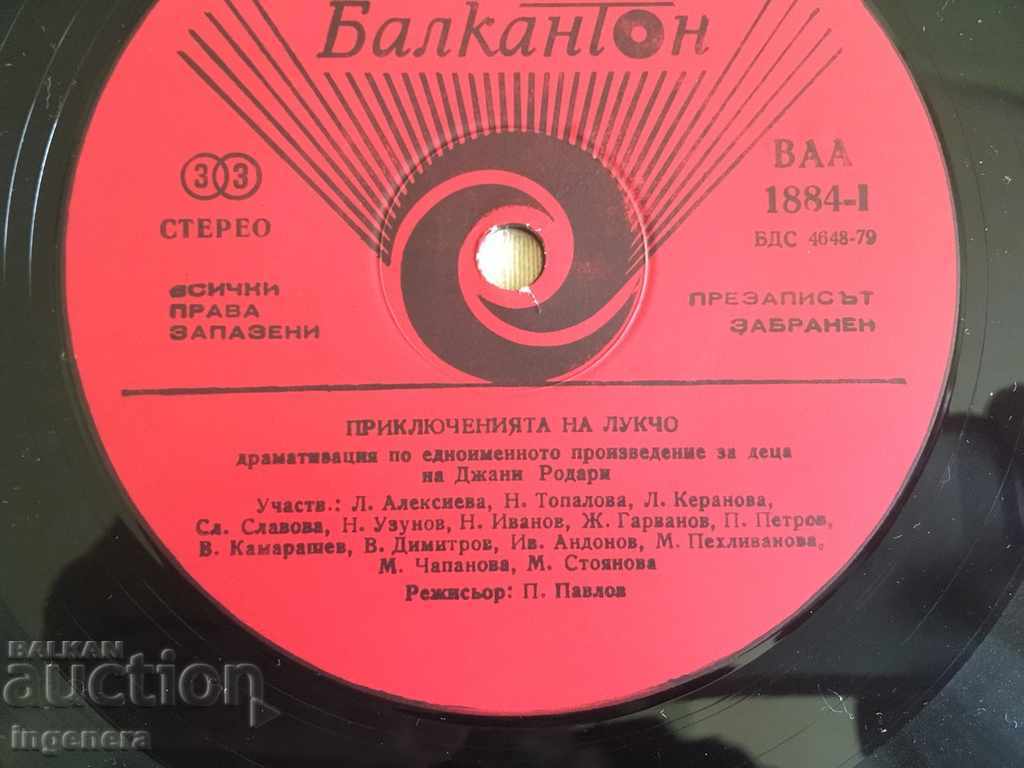 Балкантон
33
СТЕРЕО
ВАА
1884-I
БДС 4648-79
ВСИЧКИ
ПРАВА
ЗАПАЗЕНИ
ПРЕЗАПИСЪТ
ЗАБРАНЕН
ПРИКЛЮЧЕНИЯТА НА ЛУКЧО
драматизация по едноименното произведение за деца
на Джани Родари
Участв.: Л. Алексиева, Н. Топалова, Л. Керанова,
Сл. Славова, Н. Узунов, Н. Иванов, Ж. Гарванов, П. Петров,
В. Камарашев, В. Димитров, Ив. Андонов, М. Пехливанова,
М. Чапанова, М. Стоянова
Режисьор: П. Павлов
BALKAN
auction
ingenera